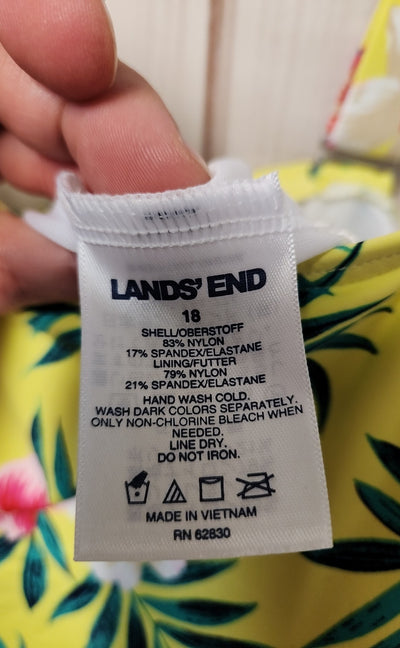 LANDS' END
18
SHELL/OBERSTOFF
83% NYLON
17% SPANDEX/ELASTANE
LINING/FUTTER
79% NYLON
21% SPANDEX/ELASTANE
HAND WASH COLD.
WASH DARK COLORS SEPARATELY.
ONLY NON-CHLORINE BLEACH WHEN
NEEDED.
LINE DRY.
DO NOT IRON.
MADE IN VIETNAM
RN 62830